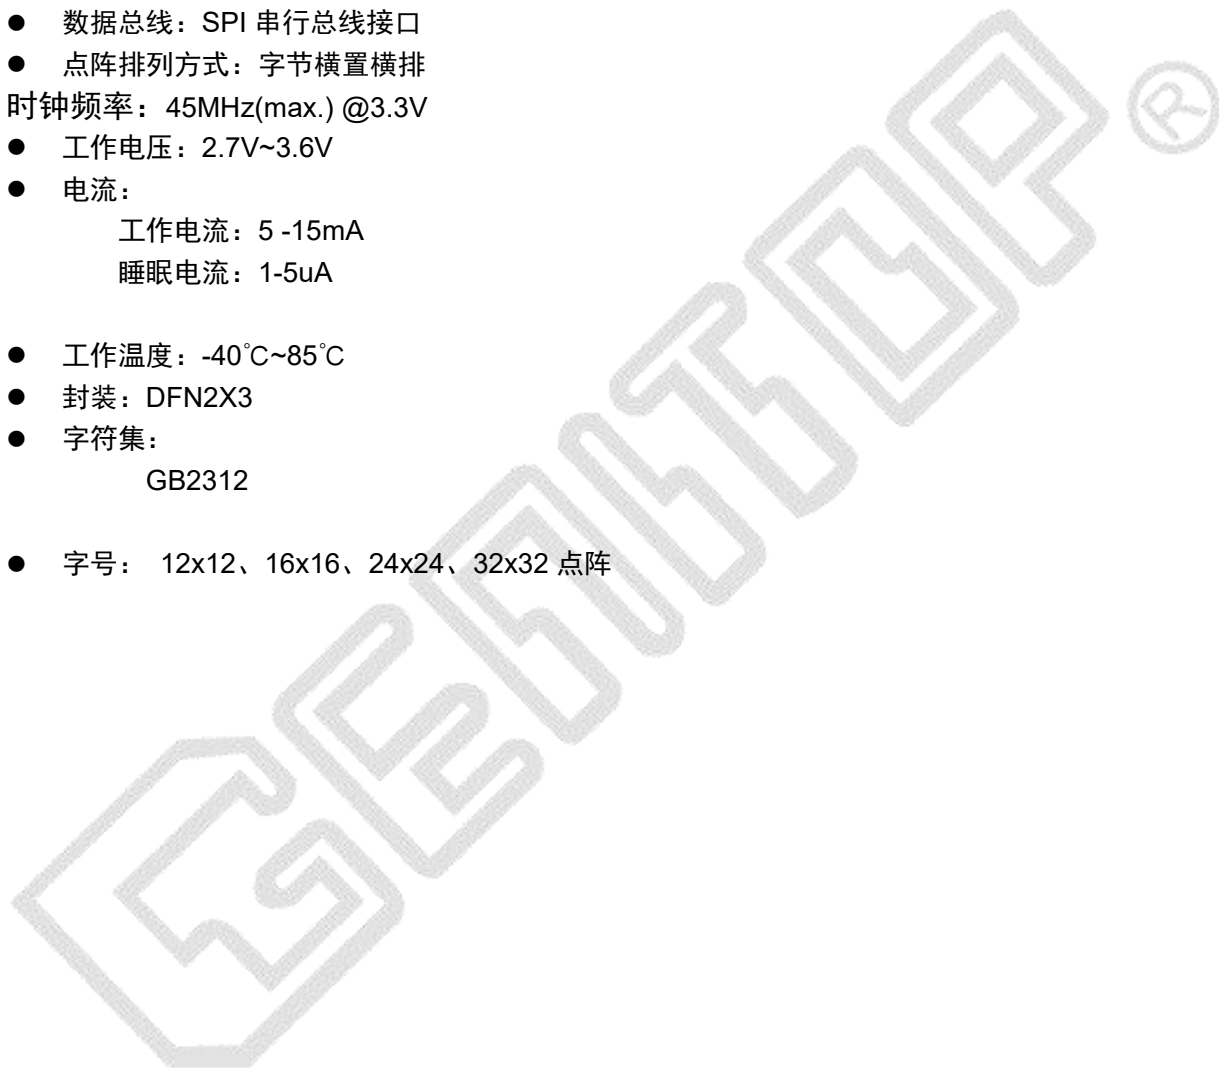 ● 数据总线：SPI 串行总线接口
● 点阵排列方式：字节横置横排
时钟频率：45MHz(max.) @3.3V
● 工作电压：2.7V~3.6V
● 电流：
工作电流：5 -15mA
睡眠电流：1-5uA
● 工作温度：-40℃~85℃
● 封装：DFN2X3
● 字符集：
GB2312
● 字号： 12x12、16x16、24x24、32x32 点阵
GENITOP®